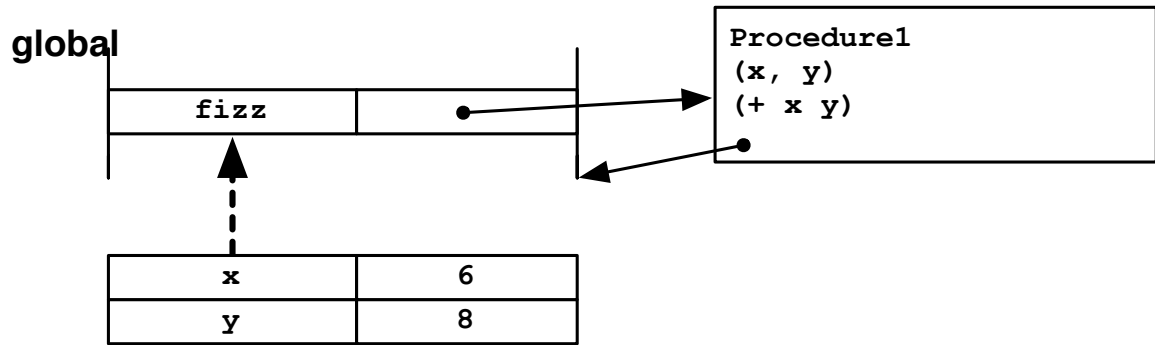 global
Procedure1
(x, y)
(+ x y)
fizz
x 6
y 8